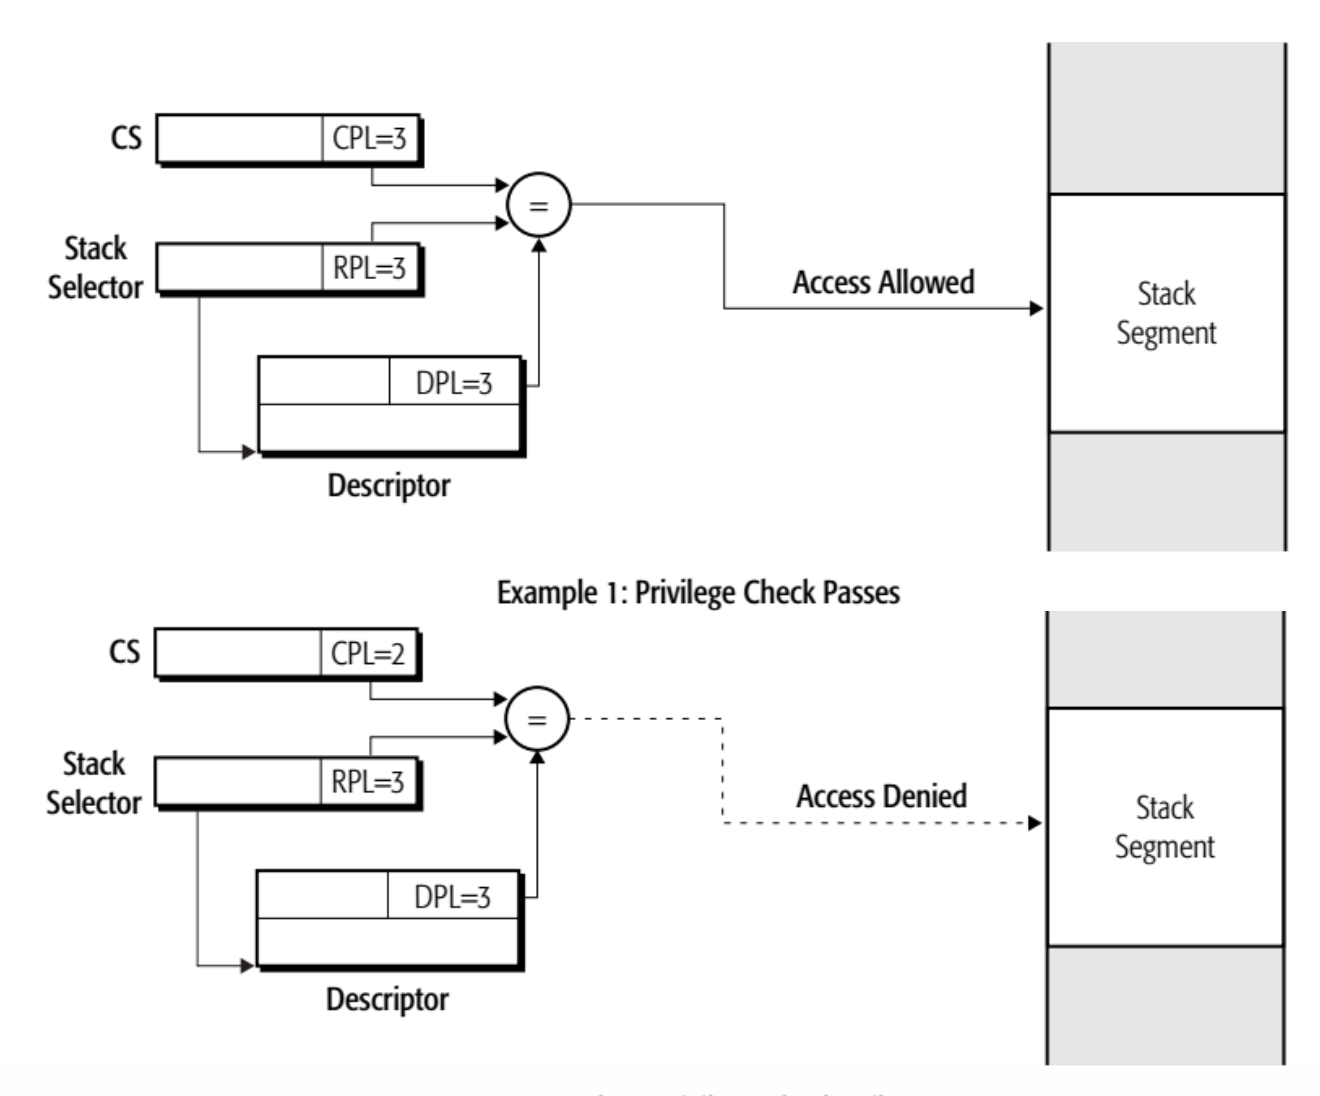 CS
CPL=3
=
Stack
Selector
RPL=3
Access Allowed
Stack
Segment
DPL=3
Descriptor
Example 1: Privilege Check Passes
CS
CPL=2
=
Stack
Selector
RPL=3
Access Denied
Stack
Segment
DPL=3
Descriptor